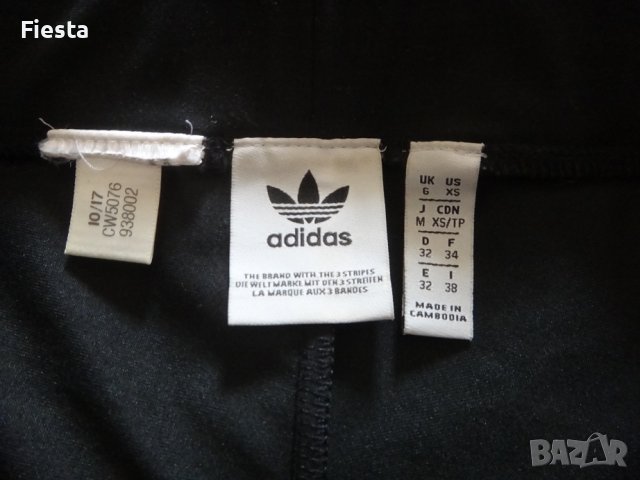 Fiesta
10/17
CW5076
938002
adidas
THE BRAND WITH THE 3 STRIPES
DIE WELTMARKE MIT DEN 3 STREIFEN
LA MARQUE AUX 3 BANDES
UK US
6 XS
J CDN
M XS/TP
D F
32 34
E I
32 38
MADE IN
CAMBODIA
BAZAR